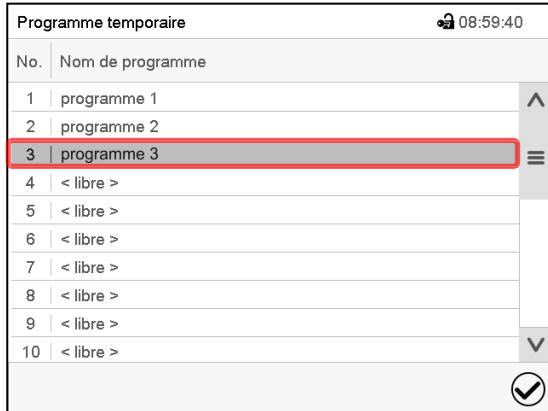 Programme temporaire 08:59:40
No. Nom de programme
1 programme 1
2 programme 2
3 programme 3
4 < libre >
5 < libre >
6 < libre >
7 < libre >
8 < libre >
9 < libre >
10 < libre >